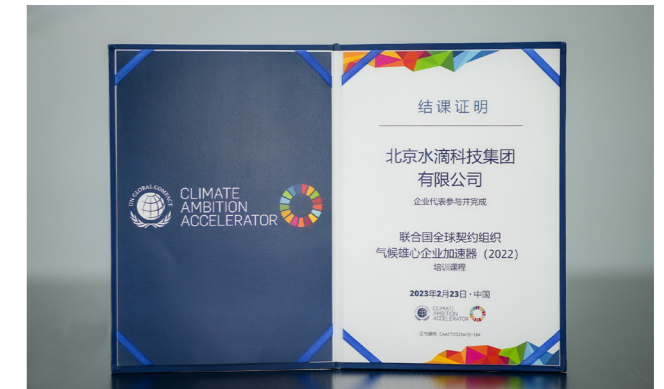 UN GLOBAL COMPACT
CLIMATE
AMBITION
ACCELERATOR
结课证明
北京水滴科技集团
有限公司
企业代表参与并完成
联合国全球契约组织
气候雄心企业加速器（2022）
培训课程
2023年2月23日·中国
CLIMATE
AMBITION
ACCELERATOR